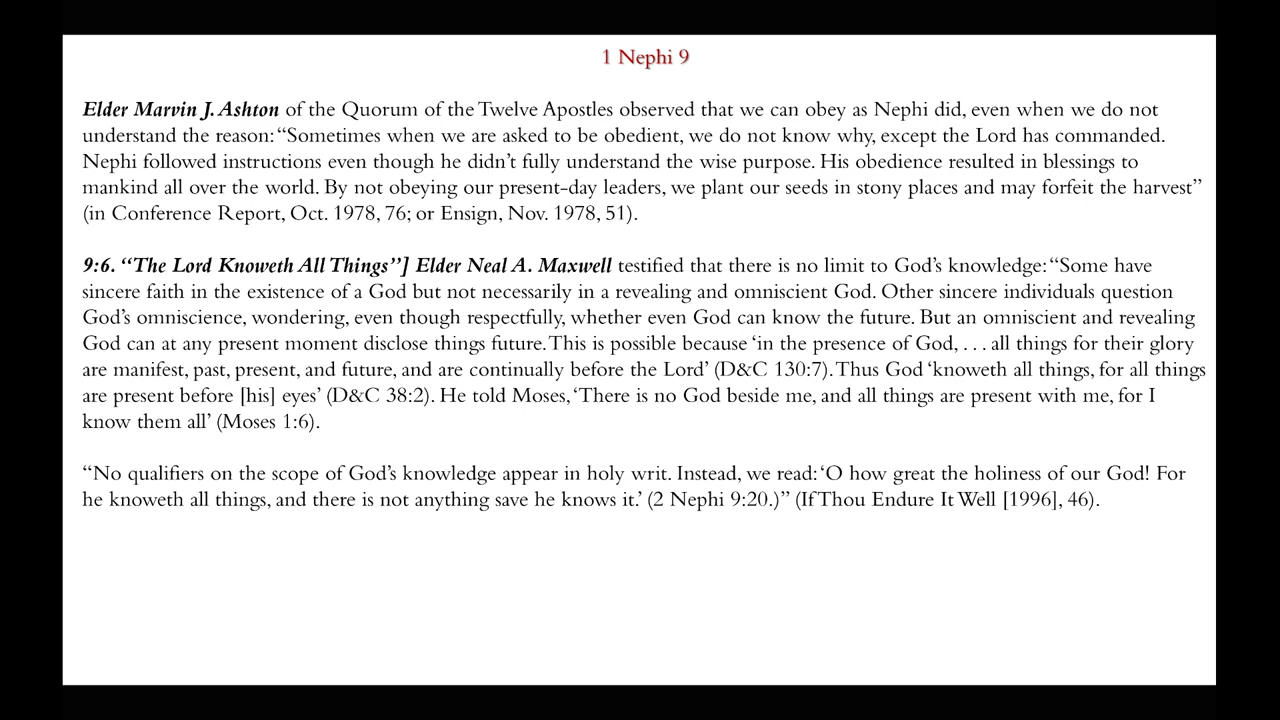 1 Nephi 9
Elder Marvin J. Ashton of the Quorum of the Twelve Apostles observed that we can obey as Nephi did, even when we do not
understand the reason: “Sometimes when we are asked to be obedient, we do not know why, except the Lord has commanded.
Nephi followed instructions even though he didn’t fully understand the wise purpose. His obedience resulted in blessings to
mankind all over the world. By not obeying our present-day leaders, we plant our seeds in stony places and may forfeit the harvest”
(in Conference Report, Oct. 1978, 76; or Ensign, Nov. 1978, 51).
9:6. “The Lord Knoweth All Things”] Elder Neal A. Maxwell testified that there is no limit to God’s knowledge: “Some have
sincere faith in the existence of a God but not necessarily in a revealing and omniscient God. Other sincere individuals question
God’s omniscience, wondering, even though respectfully, whether even God can know the future. But an omniscient and revealing
God can at any present moment disclose things future. This is possible because ‘in the presence of God, . . . all things for their glory
are manifest, past, present, and future, and are continually before the Lord’ (D&C 130:7). Thus God ‘knoweth all things, for all things
are present before [his] eyes’ (D&C 38:2). He told Moses, ‘There is no God beside me, and all things are present with me, for I
know them all’ (Moses 1:6).
“No qualifiers on the scope of God’s knowledge appear in holy writ. Instead, we read: ‘O how great the holiness of our God! For
he knoweth all things, and there is not anything save he knows it.’ (2 Nephi 9:20.)” (If Thou Endure It Well [1996], 46).